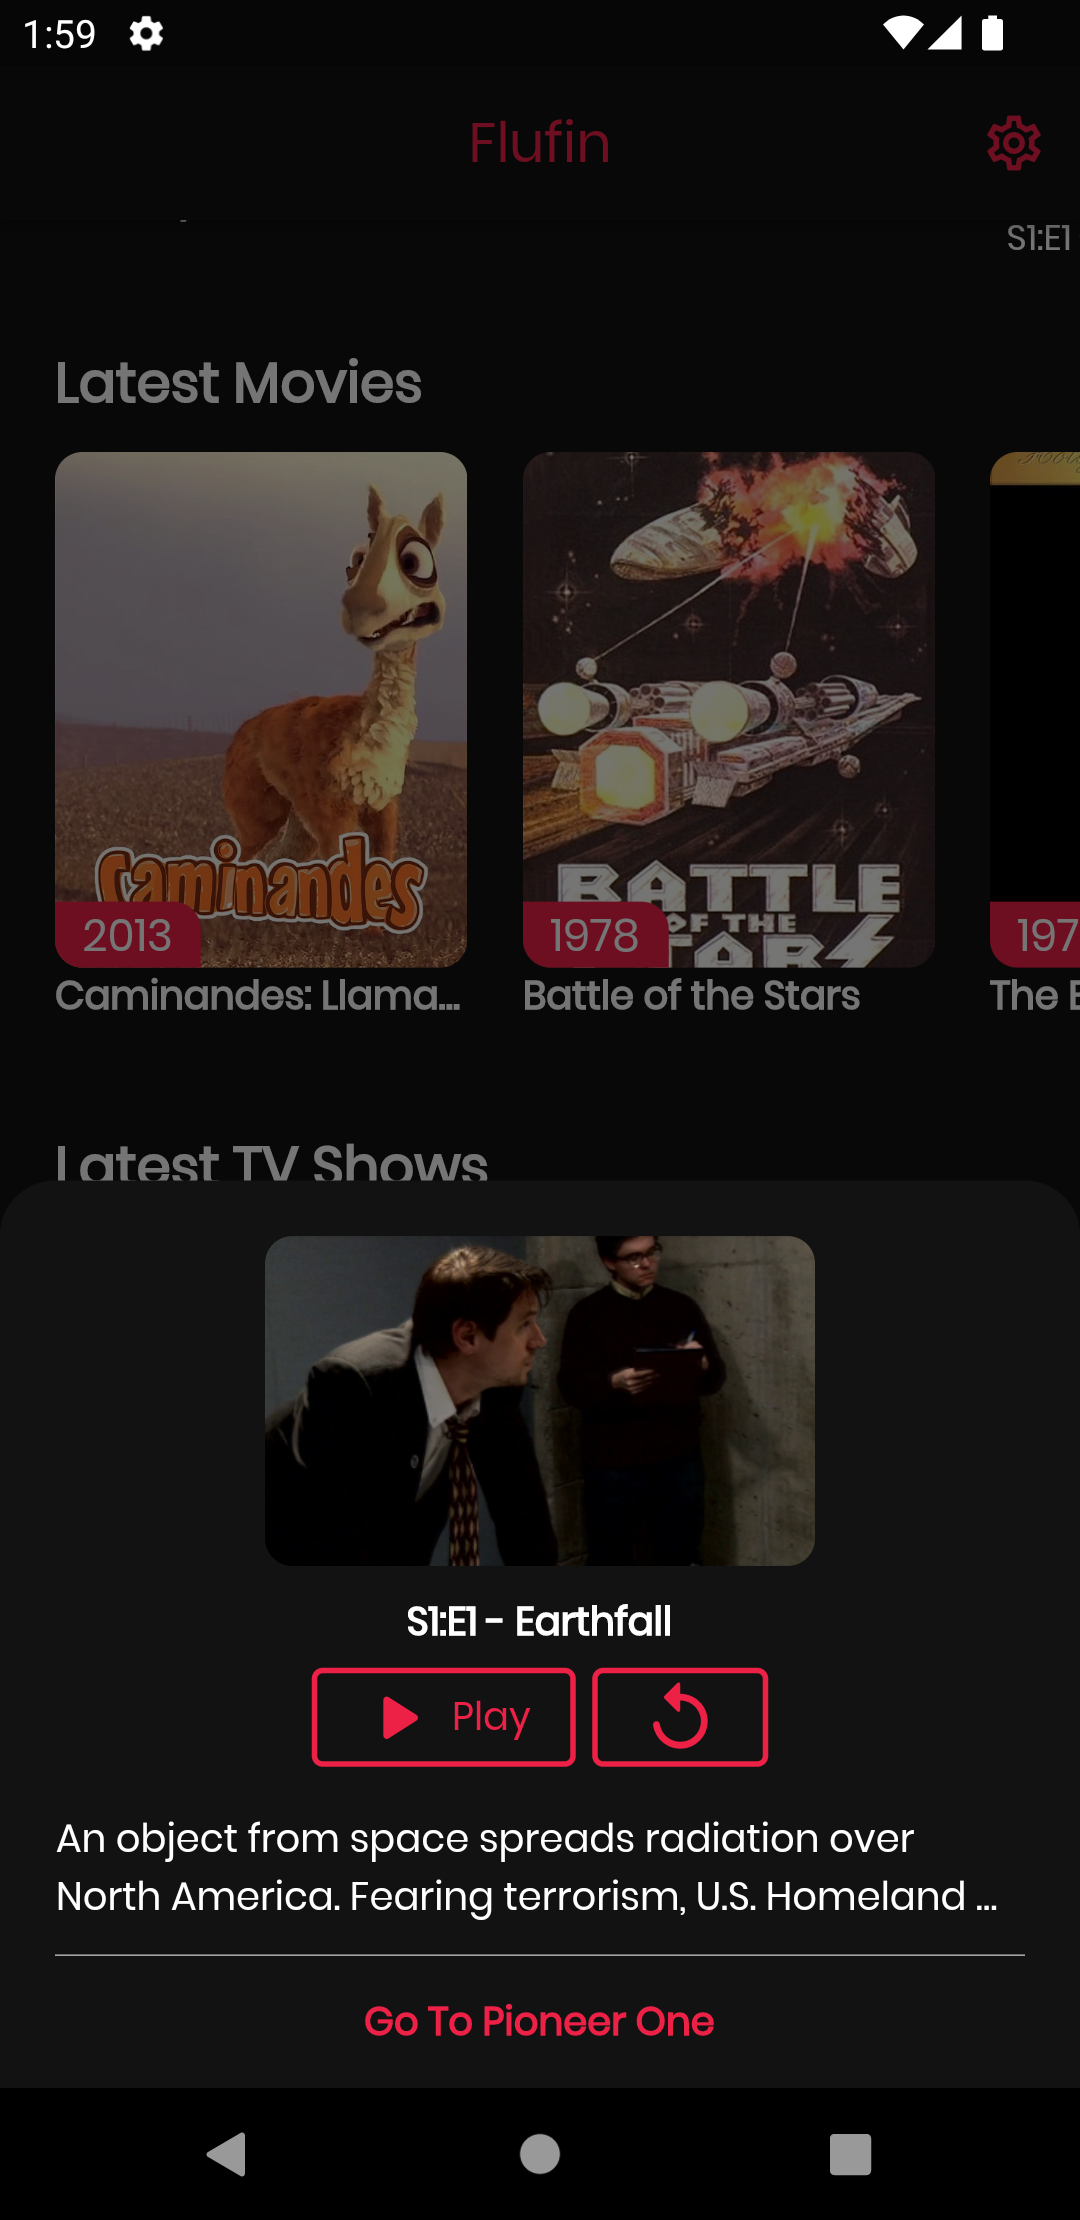 1:59
Flufin
S1:E1
Latest Movies
Caminandes
2013
Caminandes: Llama...
BATTLE
OF THE
1978
Battle of the Stars
197
The
Latest TV Shows
S1:E1 - Earthfall
Play
An object from space spreads radiation over
North America. Fearing terrorism, U.S. Homeland ...
Go To Pioneer One